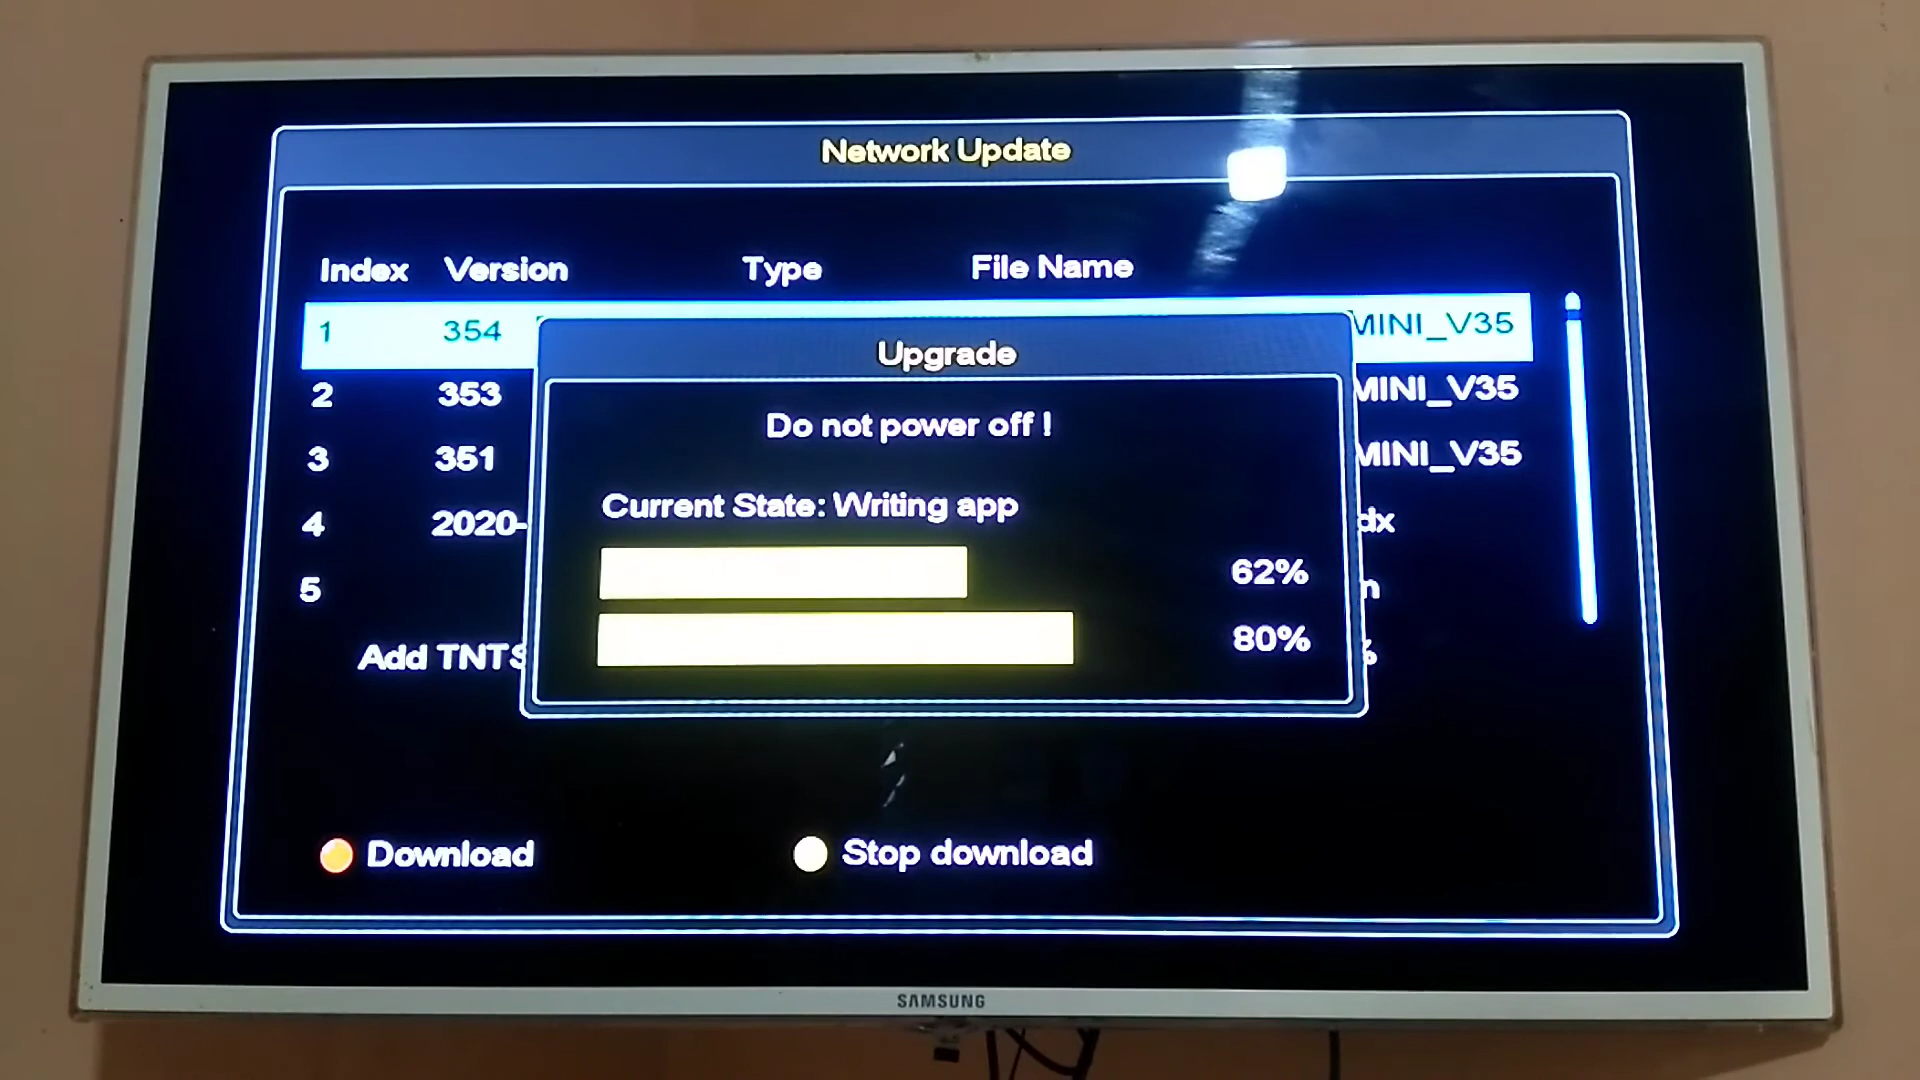 Network Update
Index Version Type File Name
1 354 MINI_V35
2 353 MINI_V35
3 351 MINI_V35
4 2020- dx
5
Add TNTS
Upgrade
Do not power off !
Current State: Writing app
62%
80%
Download Stop download
SAMSUNG